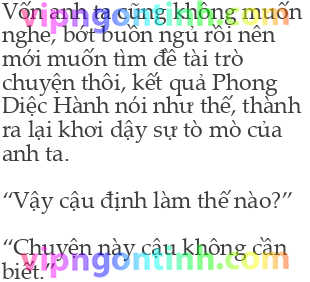 Vốn anh ta cũng không muốn
vipngontinh.com
nghe, bớt buồn ngủ rồi nên
mới muốn tìm đề tài trò
chuyện thôi, kết quả Phong
Diệc Hành nói như thế, thành
ra lại khơi dậy sự tò mò của
anh ta.
“Vậy cậu định làm thế nào?”
“Chuyện này cậu không cần
vipngontinh.com
biết.”